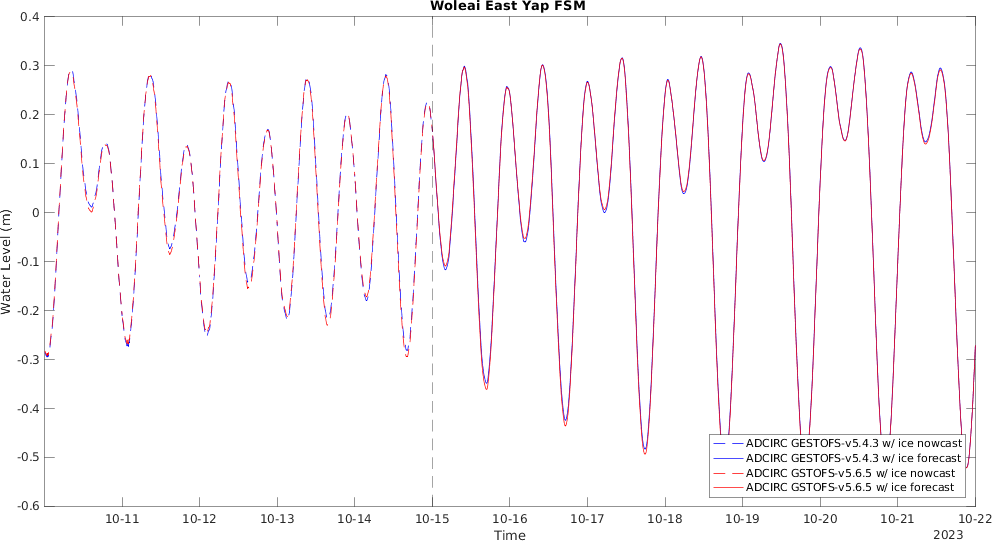 Woleai East Yap FSM
0.4
0.3
0.2
0.1
0
-0.1
-0.2
-0.3
-0.4
-0.5
-0.6
Water Level (m)
ADCIRC GESTOFS-v5.4.3 w/ ice nowcast
ADCIRC GESTOFS-v5.4.3 w/ ice forecast
ADCIRC GSTOFS-v5.6.5 w/ ice nowcast
ADCIRC GSTOFS-v5.6.5 w/ ice forecast
10-11 10-12 10-13 10-14 10-15 10-16 10-17 10-18 10-19 10-20 10-21 10-22
Time
2023